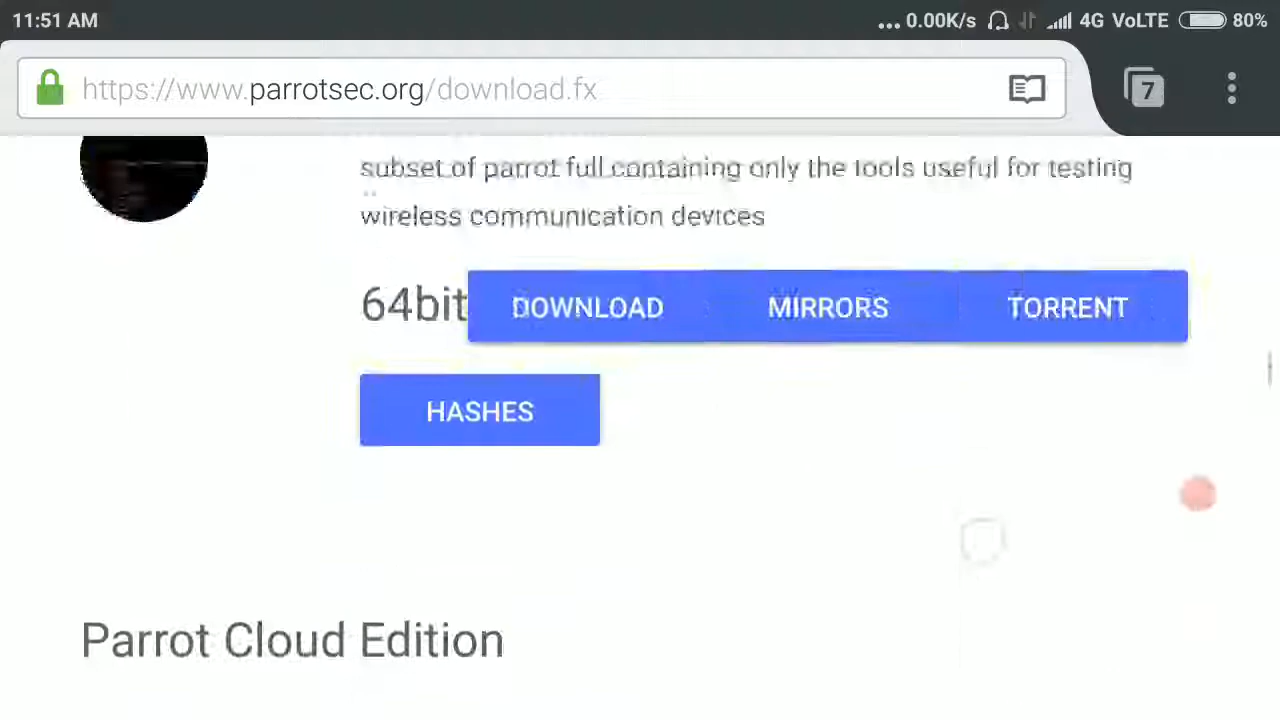 11:51 AM ... 0.00K/s 4G VoLTE 80%
https://www.parrotsec.org/download.fx 7
subset of parrot full containing only the tools useful for testing
wireless communication devices
64bit DOWNLOAD MIRRORS TORRENT
HASHES
Parrot Cloud Edition